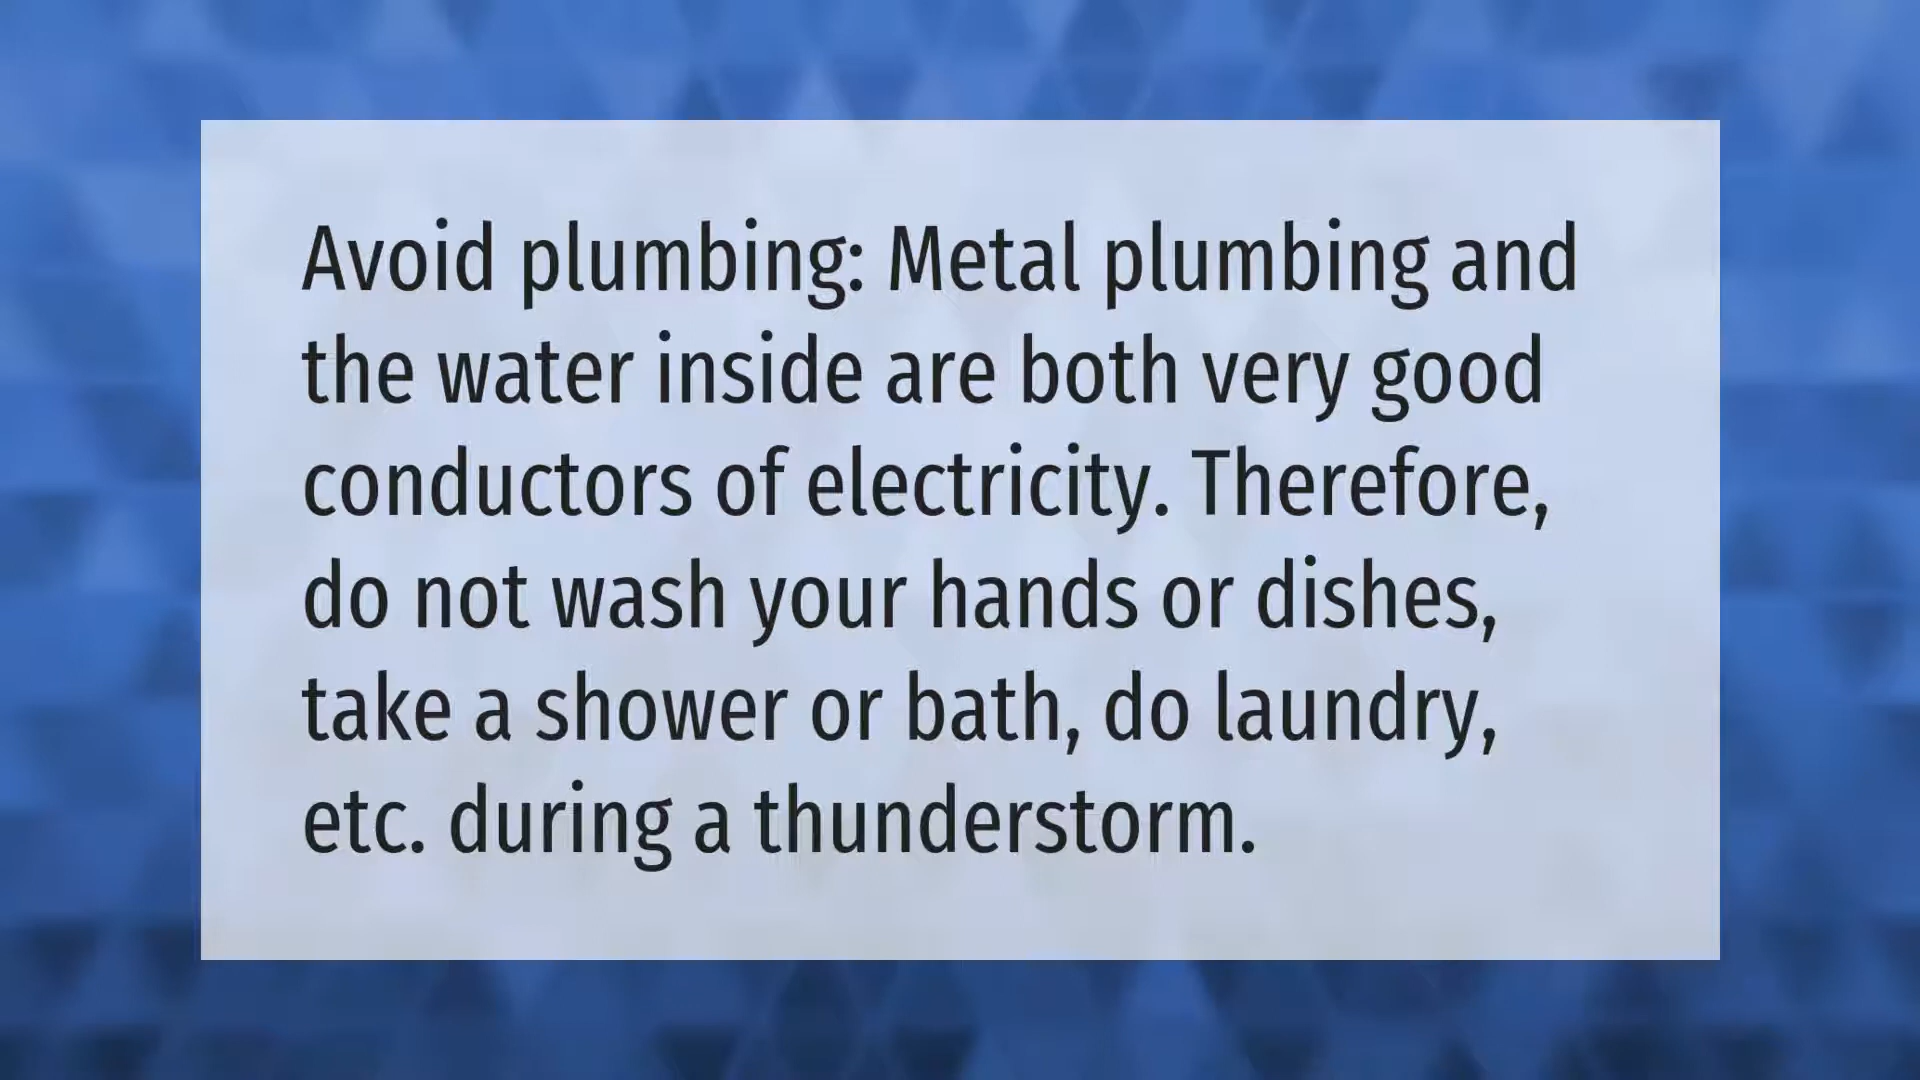 Avoid plumbing: Metal plumbing and
the water inside are both very good
conductors of electricity. Therefore,
do not wash your hands or dishes,
take a shower or bath, do laundry,
etc. during a thunderstorm.